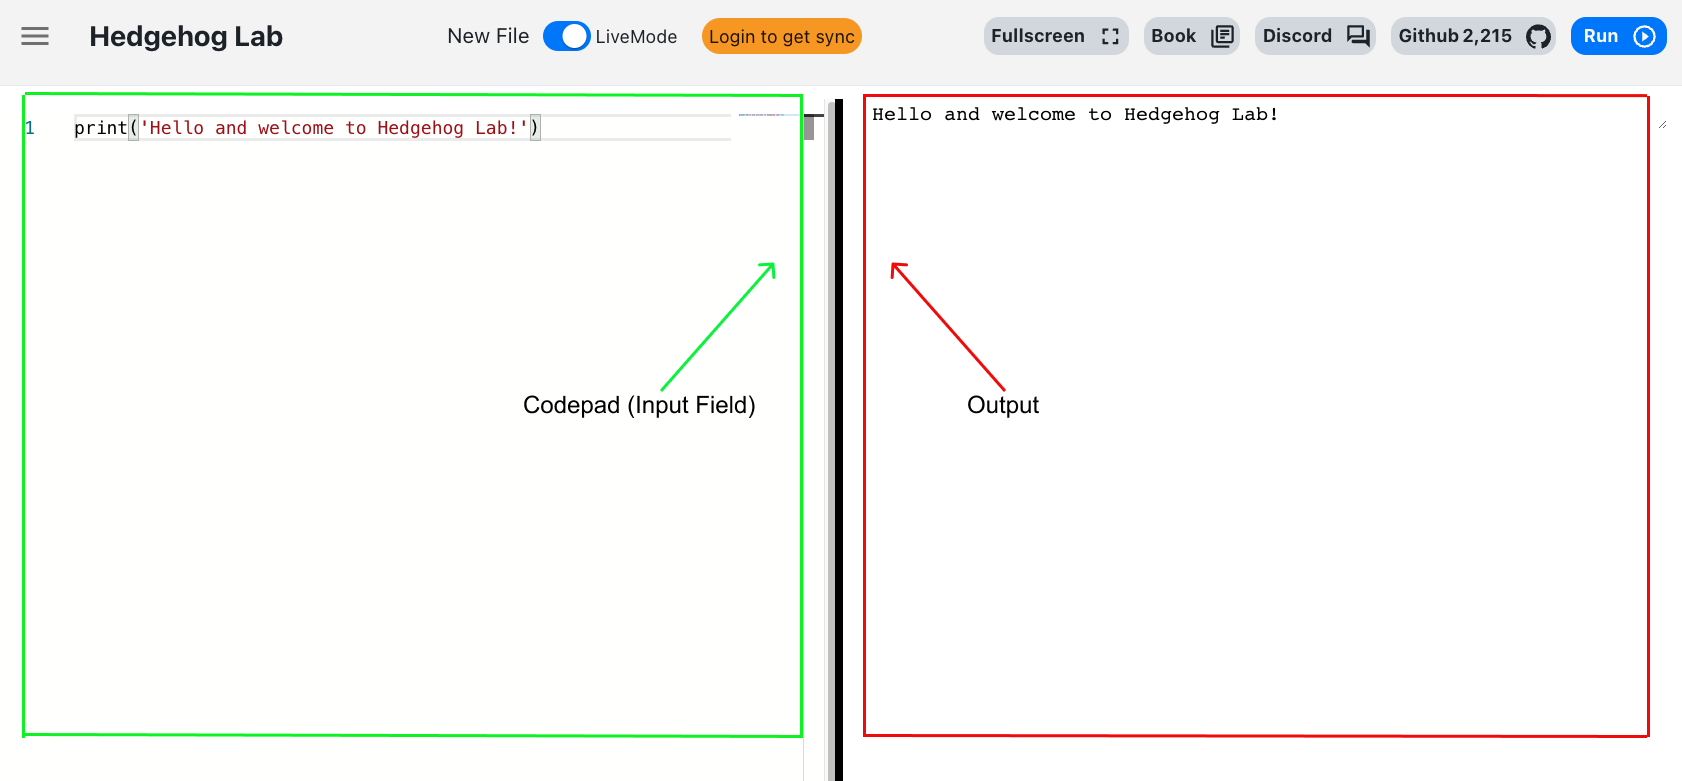 Hedgehog Lab
New File LiveMode Login to get sync Fullscreen Book Discord Github 2,215 Run
1 print('Hello and welcome to Hedgehog Lab!')
Hello and welcome to Hedgehog Lab!
Codepad (Input Field)
Output